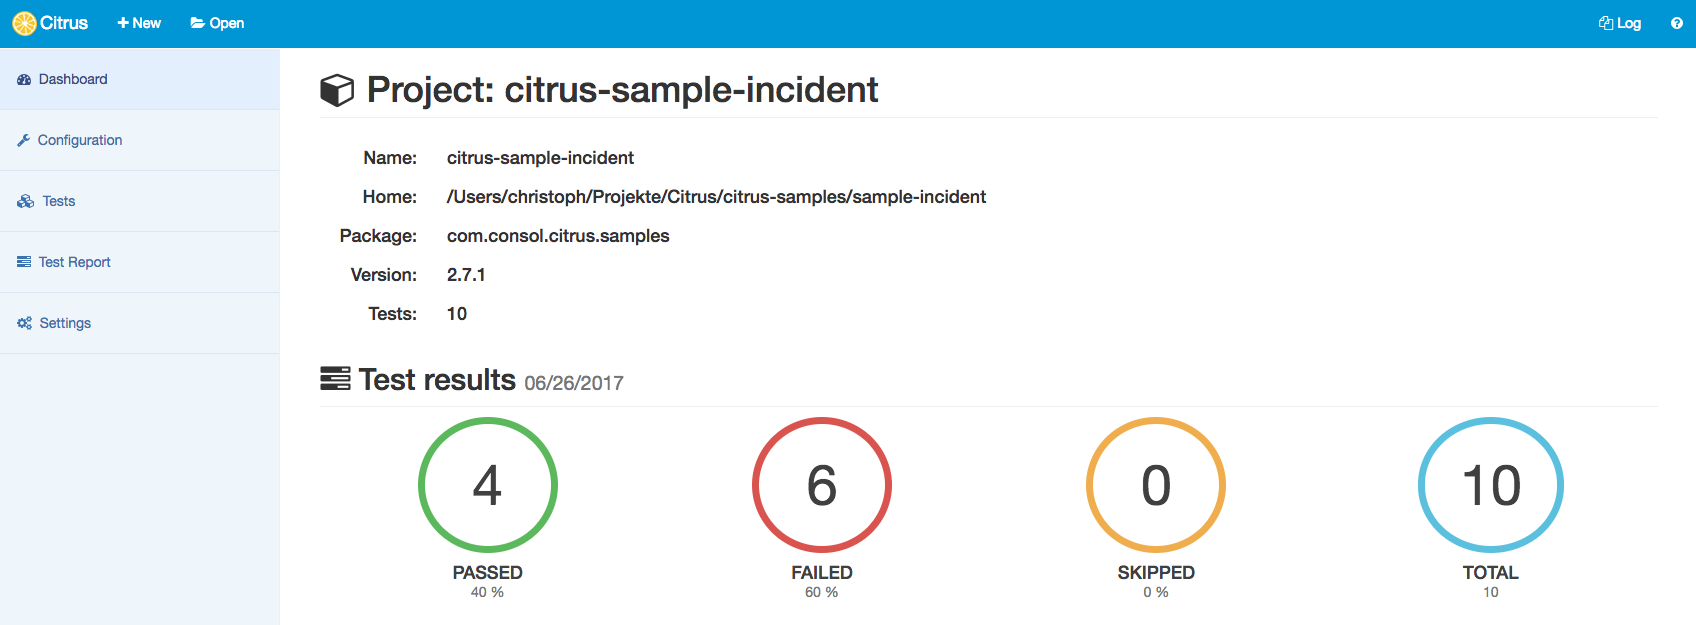 Citrus New Open Log
Dashboard
Configuration
Tests
Test Report
Settings
Project: citrus-sample-incident
Name: citrus-sample-incident
Home: /Users/christoph/Projekte/Citrus/citrus-samples/sample-incident
Package: com.consol.citrus.samples
Version: 2.7.1
Tests: 10
Test results 06/26/2017
4 6 0 10
PASSED FAILED SKIPPED TOTAL
40 % 60 % 0 % 10